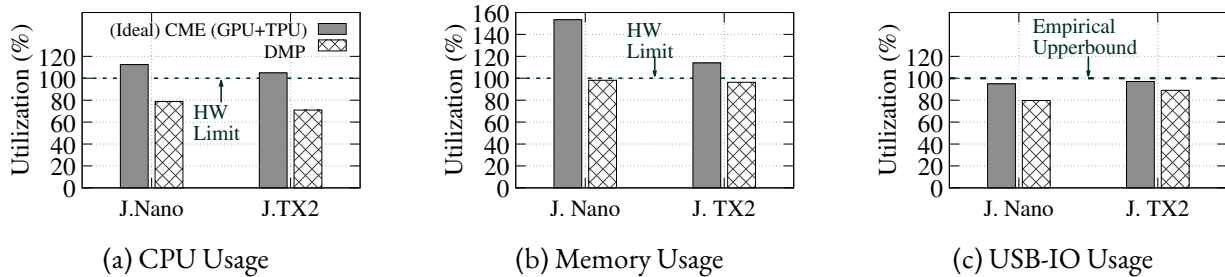 (Ideal) CME (GPU+TPU)
DMP
Utilization (%)
120
100
80
60
40
20
0
HW
Limit
J.Nano
J.TX2
(a) CPU Usage
Utilization (%)
160
140
120
100
80
60
40
20
0
HW
Limit
J. Nano
J. TX2
(b) Memory Usage
Utilization (%)
120
100
80
60
40
20
0
Empirical
Upperbound
J. Nano
J. TX2
(c) USB-IO Usage